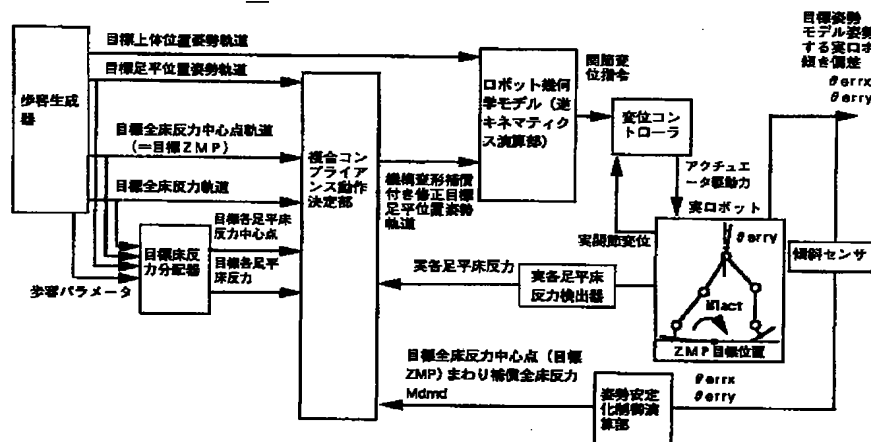 目標上体位置姿勢軌道
目標足平位置姿勢軌道
歩容生成
器
目標全床反力中心点軌道
(=目標ZMP)
目標全床反力軌道
目標各足平床
反力中心点
目標各足平
床反力
目標床反
力分配器
歩容パラメータ
複合コン
プライア
ンス動作
決定部
機構変形補償
付き修正目標
足平位置姿勢
軌道
ロボット幾何
学モデル(逆
キネマティク
ス演算部)
関節変
位指令
変位コン
トローラ
アクチュエ
ータ駆動力
実ロボット
実関節変位
目標姿勢
モデル姿勢
する実ロボ
傾き偏差
θerrx
θerry
θerry
Mact
ZMP目標位置
傾斜センサ
実各足平床反力
実各足平床
反力検出器
目標全床反力中心点(目標
ZMP)まわり補償全床反力
Mdmd
姿勢安定
化制御演
算部
θerrx
θerry